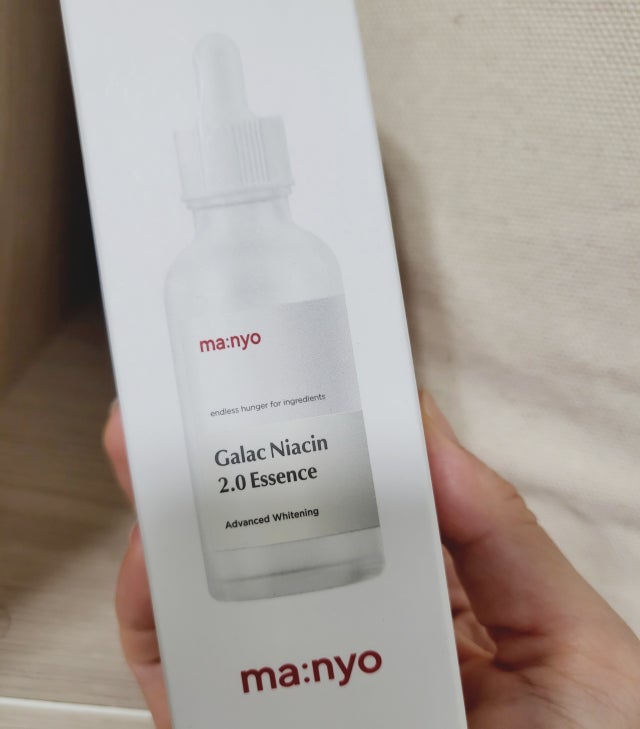 ma:nyo
endless hunger for ingredients
Galac Niacin
2.0 Essence
Advanced Whitening
ma:nyo